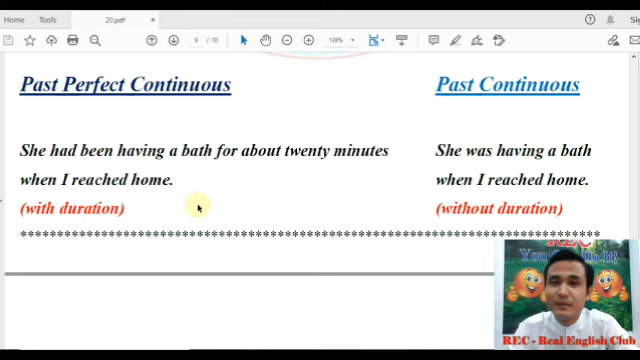 Home Tools 20.pdf × Sig
9 / 10 138%
Past Perfect Continuous
She had been having a bath for about twenty minutes
when I reached home.
(with duration)
Past Continuous
She was having a bath
when I reached home.
(without duration)
************************************************************************************
REC
REC - Real English Club